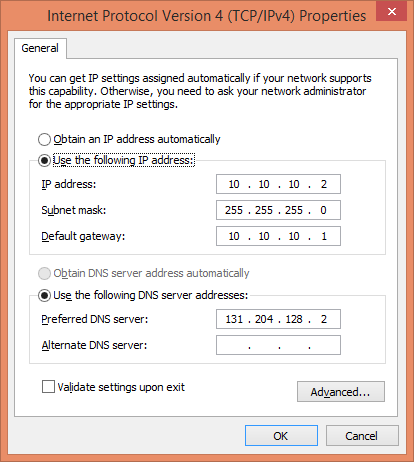 Internet Protocol Version 4 (TCP/IPv4) Properties
General
You can get IP settings assigned automatically if your network supports
this capability. Otherwise, you need to ask your network administrator
for the appropriate IP settings.
Obtain an IP address automatically
Use the following IP address:
IP address: 10 . 10 . 10 . 2
Subnet mask: 255 . 255 . 255 . 0
Default gateway: 10 . 10 . 10 . 1
Obtain DNS server address automatically
Use the following DNS server addresses:
Preferred DNS server: 131 . 204 . 128 . 2
Alternate DNS server: . . .
Validate settings upon exit
Advanced...
OK Cancel